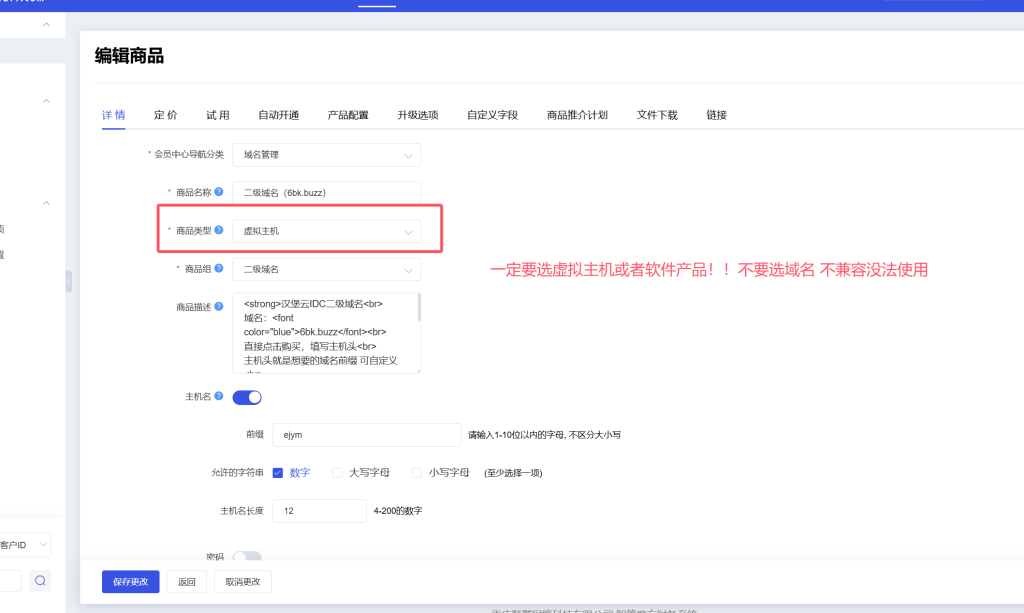 编辑商品
详情 定价 试用 自动开通 产品配置 升级选项 自定义字段 商品推介计划 文件下载 链接
* 会员中心导航分类 域名管理
* 商品名称 ? 二级域名（6bk.buzz）
* 商品类型 ? 虚拟主机
* 商品组 ? 二级域名
一定要选虚拟主机或者软件产品！！不要选域名 不兼容没法使用
商品描述 ? <strong>汉堡云IDC二级域名<br>
域名：<font
color="blue">6bk.buzz</font><br>
直接点击购买，填写主机头<br>
主机头就是想要的域名前缀 可自定义
主机名 ?
前缀 ejym 请输入1-10位以内的字母, 不区分大小写
允许的字符串 数字 大写字母 小写字母 (至少选择一项)
主机名长度 12 4-200的数字
客户ID
密码
保存更改 返回 取消更改